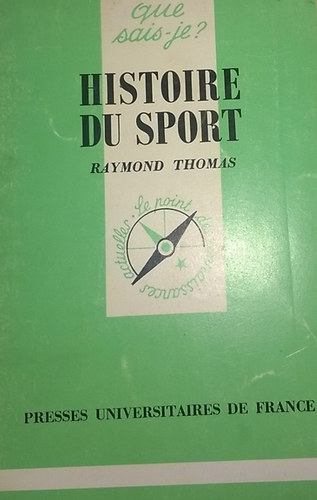 que
sais-je?
HISTOIRE
DU SPORT
RAYMOND THOMAS
Le point des connaissances actuelles
PRESSES UNIVERSITAIRES DE FRANCE